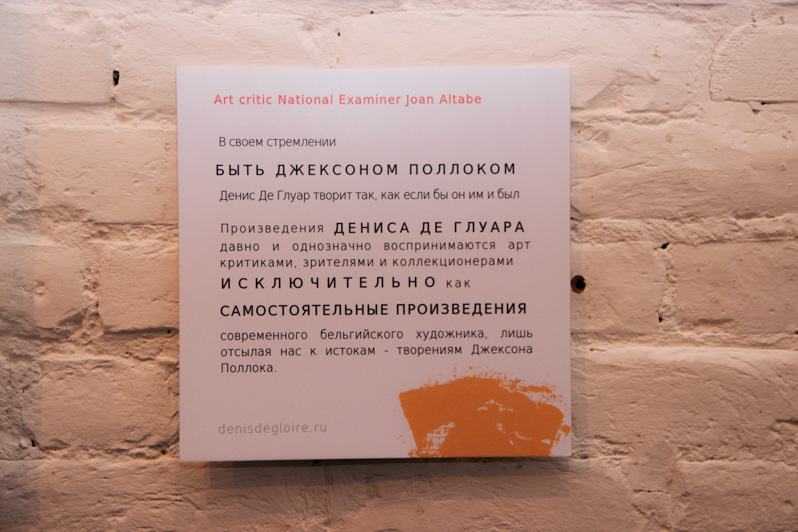 Art critic National Examiner Joan Altabe
В своем стремлении
БЫТЬ ДЖЕКСОНОМ ПОЛЛОКОМ
Денис Де Глуар творит так, как если бы он им и был
Произведения ДЕНИСА ДЕ ГЛУАРА
давно и однозначно воспринимаются арт
критиками, зрителями и коллекционерами
ИСКЛЮЧИТЕЛЬНО как
САМОСТОЯТЕЛЬНЫЕ ПРОИЗВЕДЕНИЯ
современного бельгийского художника, лишь
отсылая нас к истокам - творениям Джексона
Поллока.
denisdegloire.ru